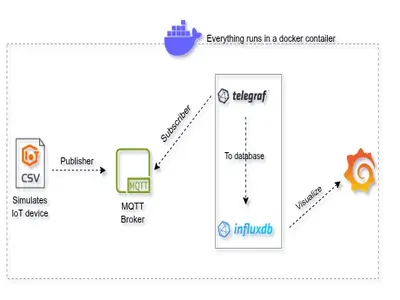 Everything runs in a docker contailer
telegraf
Subscriber
Publisher
To database
CSV
MQTT
Simulates
IoT device
MQTT
Broker
influxdb
Visualize